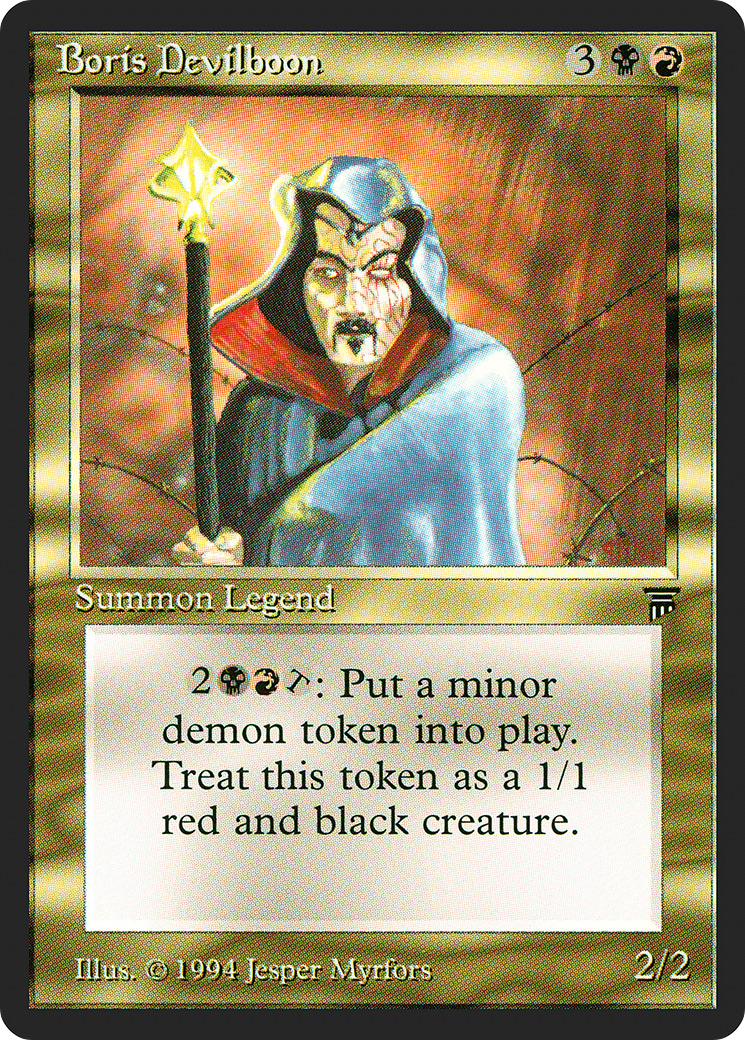 Boris Devilboon 3
Summon Legend
2 T: Put a minor
demon token into play.
Treat this token as a 1/1
red and black creature.
Illus. © 1994 Jesper Myrfors 2/2